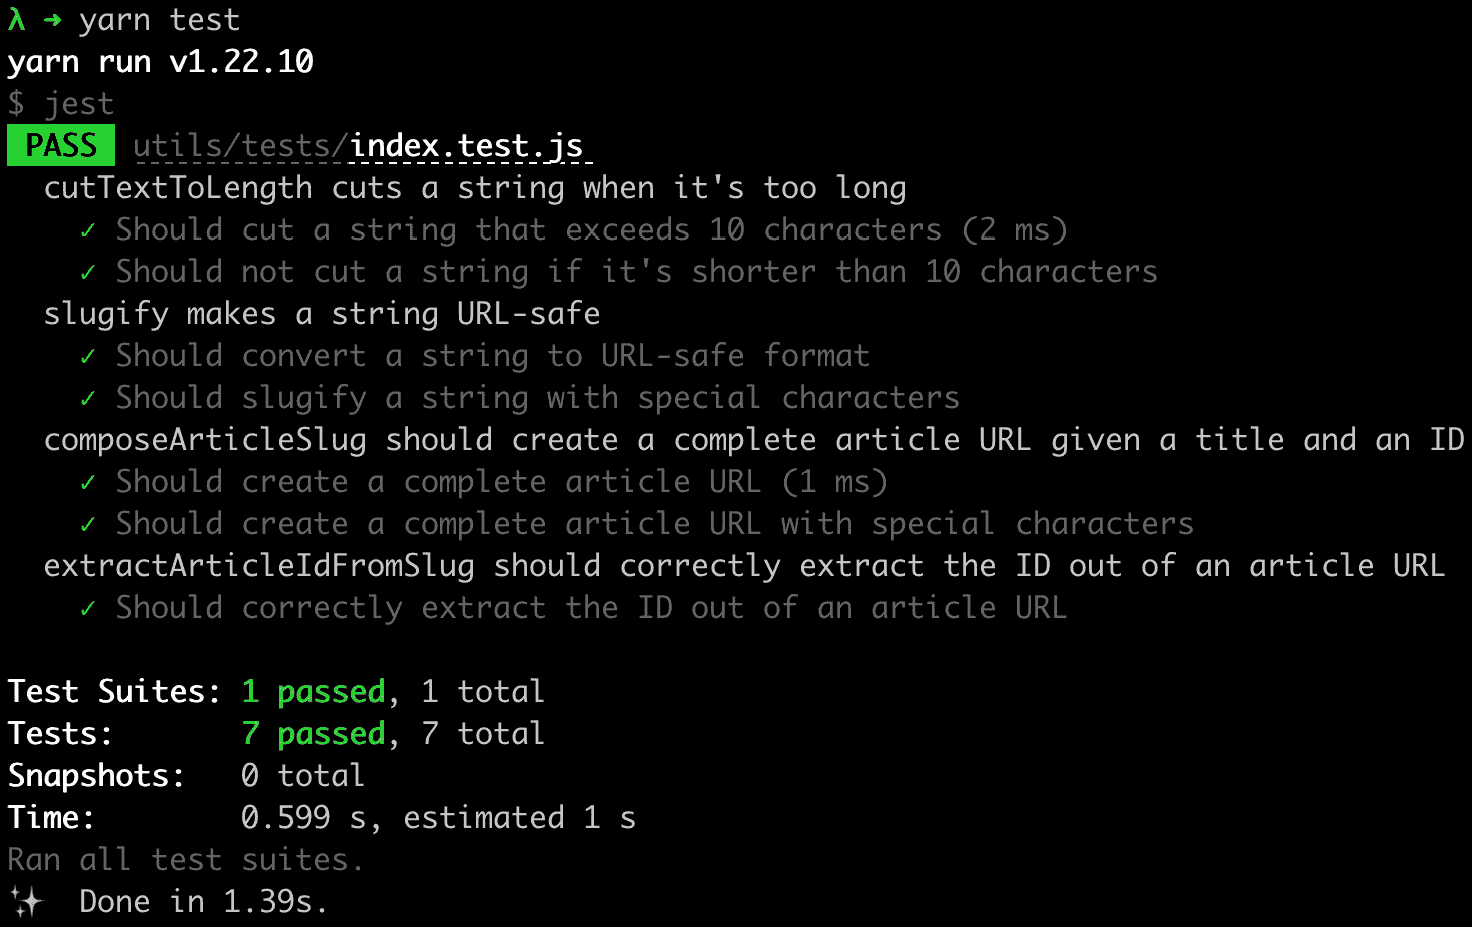 λ → yarn test
yarn run v1.22.10
$ jest
PASS utils/tests/index.test.js
cutTextToLength cuts a string when it's too long
✓ Should cut a string that exceeds 10 characters (2 ms)
✓ Should not cut a string if it's shorter than 10 characters
slugify makes a string URL-safe
✓ Should convert a string to URL-safe format
✓ Should slugify a string with special characters
composeArticleSlug should create a complete article URL given a title and an ID
✓ Should create a complete article URL (1 ms)
✓ Should create a complete article URL with special characters
extractArticleIdFromSlug should correctly extract the ID out of an article URL
✓ Should correctly extract the ID out of an article URL
Test Suites: 1 passed, 1 total
Tests: 7 passed, 7 total
Snapshots: 0 total
Time: 0.599 s, estimated 1 s
Ran all test suites.
✨ Done in 1.39s.